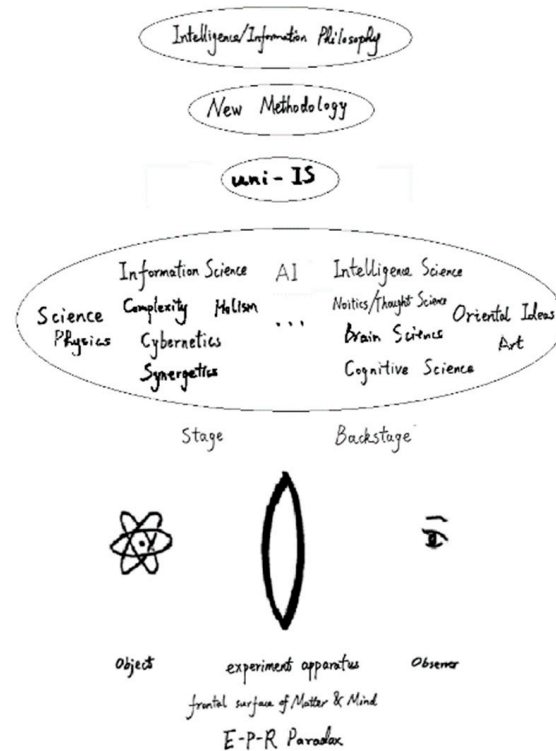 Intelligence/Information Philosophy
New Methodology
uni-IS
Information Science AI Intelligence Science
Science Complexity Holism ... Noitics/Thought Science Oriental Ideas
Physics Cybernetics Brain Science Art
Synergetics Cognitive Science
Stage Backstage
Object experiment apparatus Observer
frontal surface of Matter & Mind
E-P-R Paradox